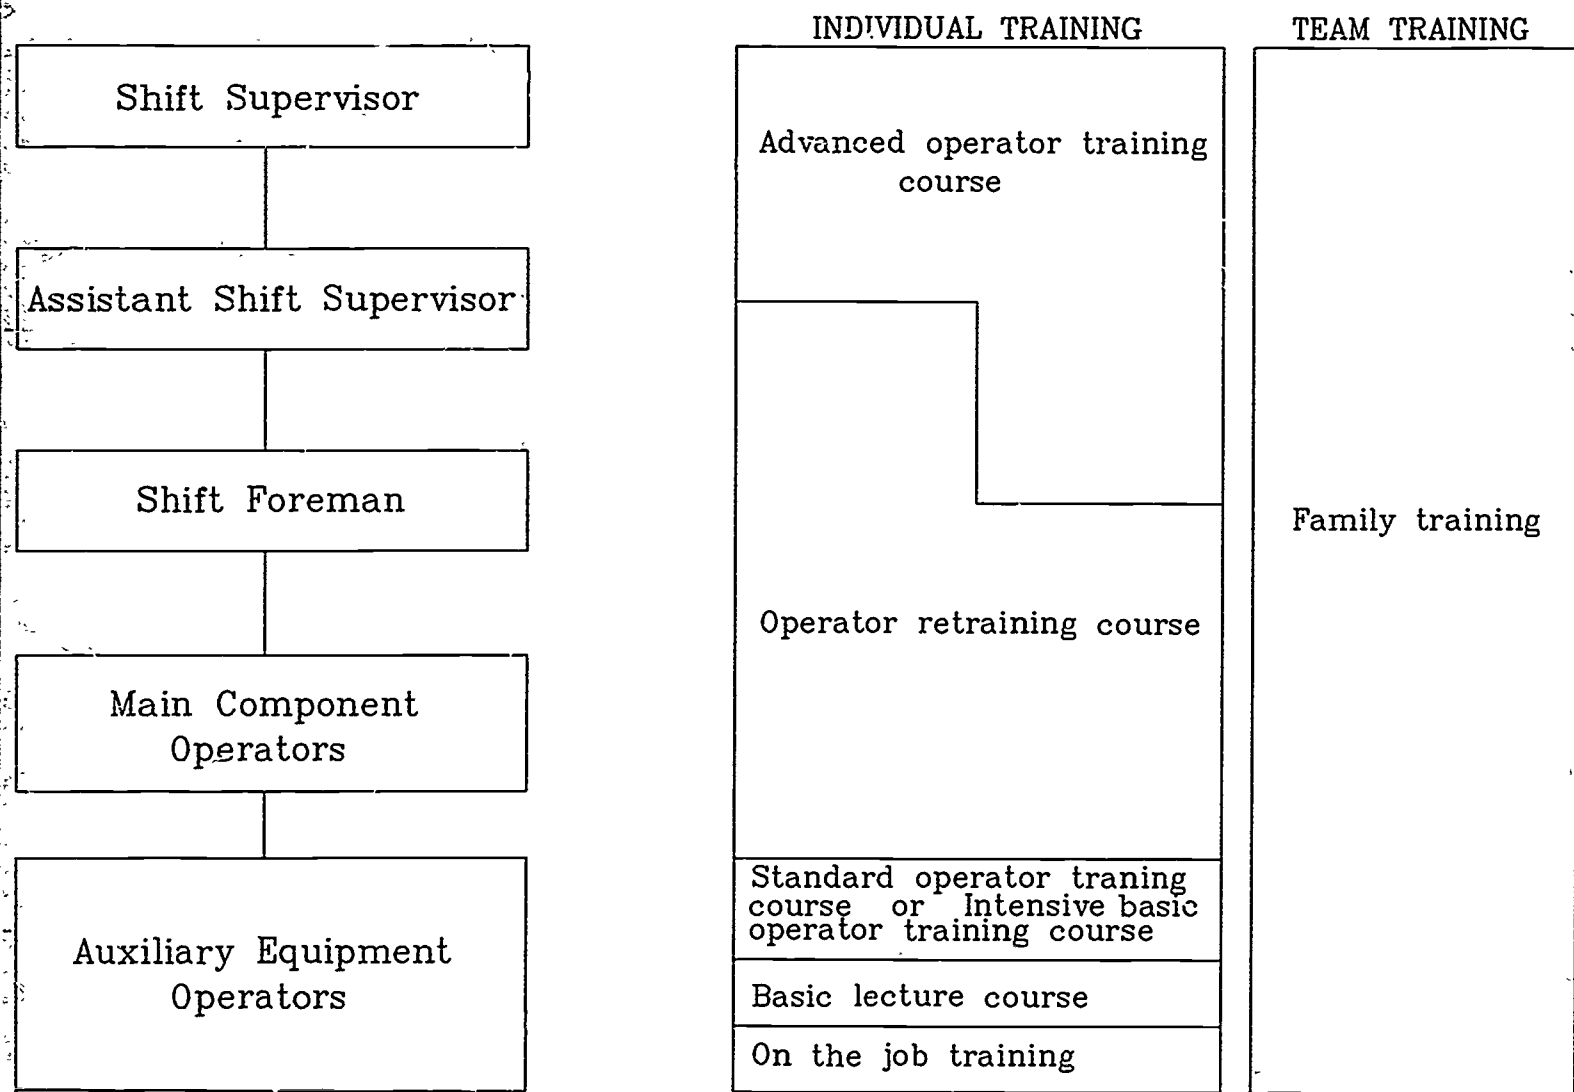 INDIVIDUAL TRAINING
TEAM TRAINING
Shift Supervisor
Advanced operator training
course
Assistant Shift Supervisor
Shift Foreman
Family training
Operator retraining course
Main Component
Operators
Standard operator traning
course or Intensive basic
operator training course
Auxiliary Equipment
Operators
Basic lecture course
On the job training